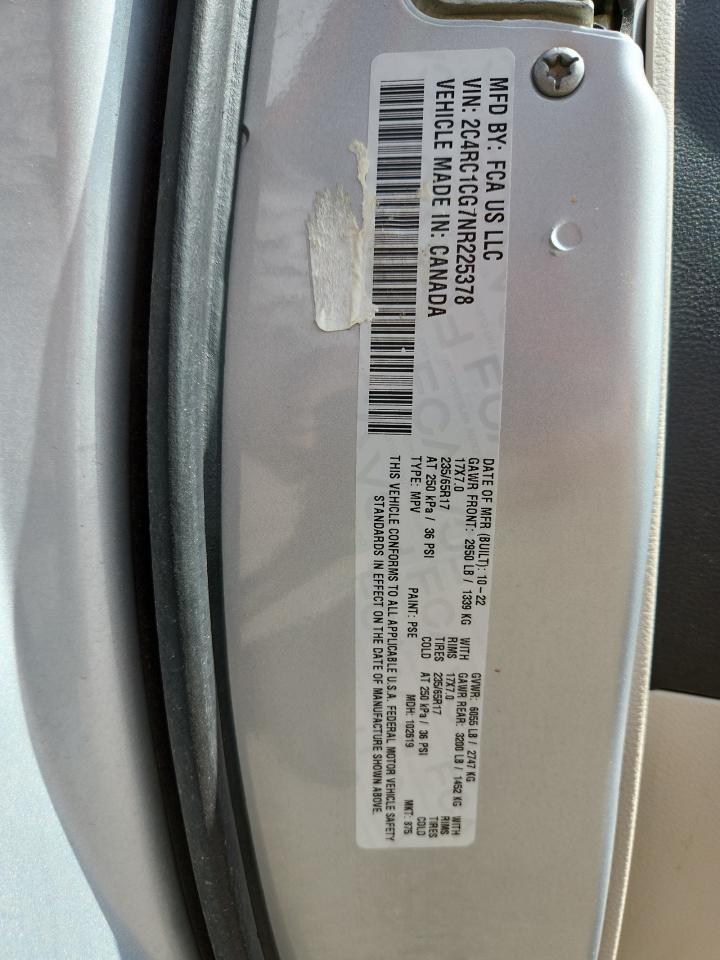 MFD BY: FCA US LLC
VIN: 2C4RC1CG7NR225378
VEHICLE MADE IN: CANADA
DATE OF MFR (BUILT): 10-22 GVWR: 6055 LB / 2747 KG
GAWR FRONT: 2950 LB / 1339 KG WITH GAWR REAR: 3200 LB / 1452 KG WITH
17X7.0 RIMS 17X7.0 RIMS
235/65R17 TIRES 235/65R17 TIRES
AT 250 kPa / 36 PSI COLD AT 250 kPa / 36 PSI COLD
TYPE: MPV PAINT: PSE MDH: 102619 MKT: 875
THIS VEHICLE CONFORMS TO ALL APPLICABLE U.S.A. FEDERAL MOTOR VEHICLE SAFETY
STANDARDS IN EFFECT ON THE DATE OF MANUFACTURE SHOWN ABOVE.